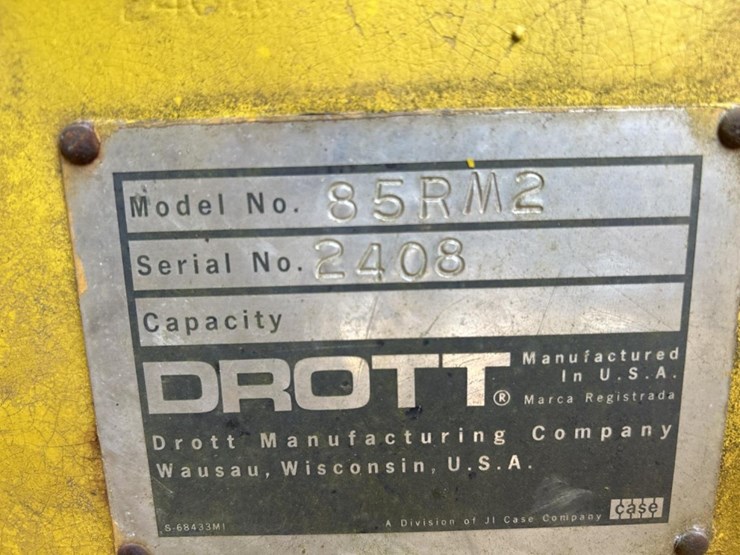 Model No. 85RM2
Serial No. 2408
Capacity
DROTT ® Manufactured
In U.S.A.
Marca Registrada
Drott Manufacturing Company
Wausau, Wisconsin, U.S.A.
S-68433M1
A Division of JI Case Company case